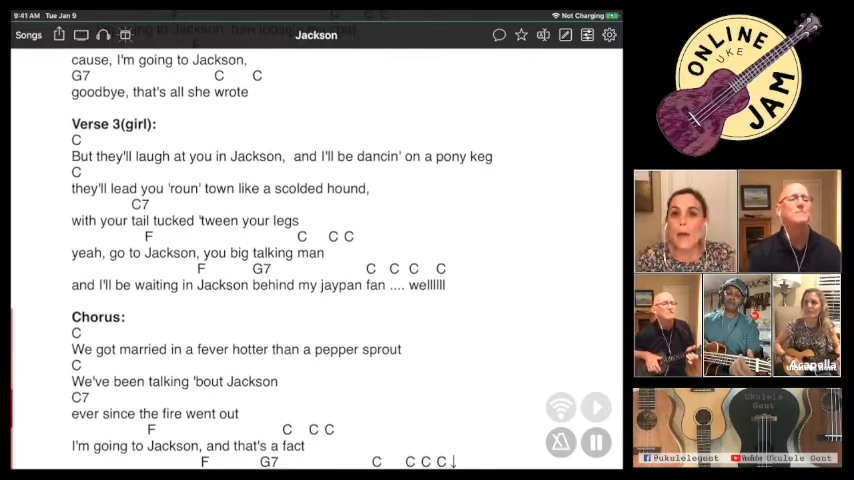 9:41 AM Tue Jan 9
Not Charging
Songs
Jackson
cause, I'm going to Jackson,
G7 C C
goodbye, that's all she wrote
Verse 3(girl):
C
But they'll laugh at you in Jackson, and I'll be dancin' on a pony keg
C
they'll lead you 'roun' town like a scolded hound,
C7
with your tail tucked 'tween your legs
F C C C
yeah, go to Jackson, you big talking man
F G7 C C C C
and I'll be waiting in Jackson behind my jaypan fan .... wellllll
Chorus:
C
We got married in a fever hotter than a pepper sprout
C
We've been talking 'bout Jackson
C7
ever since the fire went out
F C C C
I'm going to Jackson, and that's a fact
F G7 C C C C↓
ONLINE
UKE
JAM
Acapella
Ukulele
Gent
@ukulelegent
Ukulele Gent